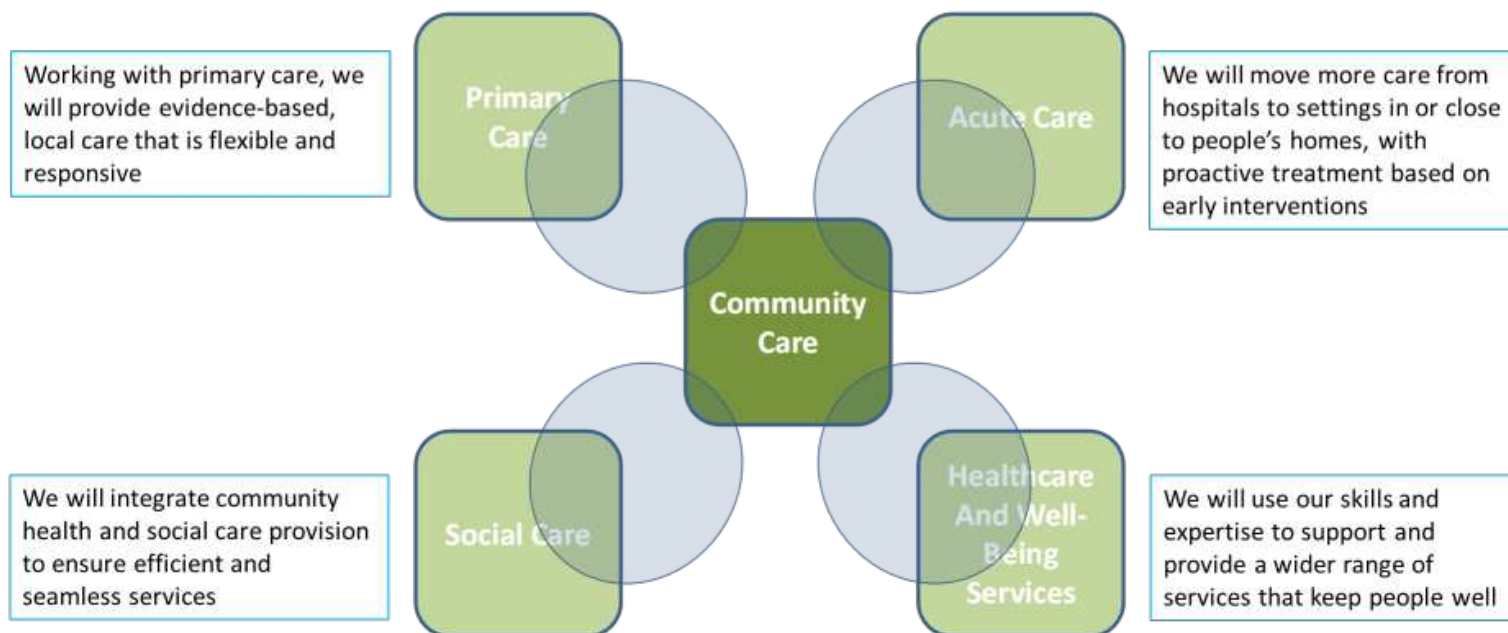 Working with primary care, we
will provide evidence-based,
local care that is flexible and
responsive
Primary
Care
Acute Care
We will move more care from
hospitals to settings in or close
to people's homes, with
proactive treatment based on
early interventions
Community
Care
We will integrate community
health and social care provision
to ensure efficient and
seamless services
Social Care
Healthcare
And Well-
Being
Services
We will use our skills and
expertise to support and
provide a wider range of
services that keep people well